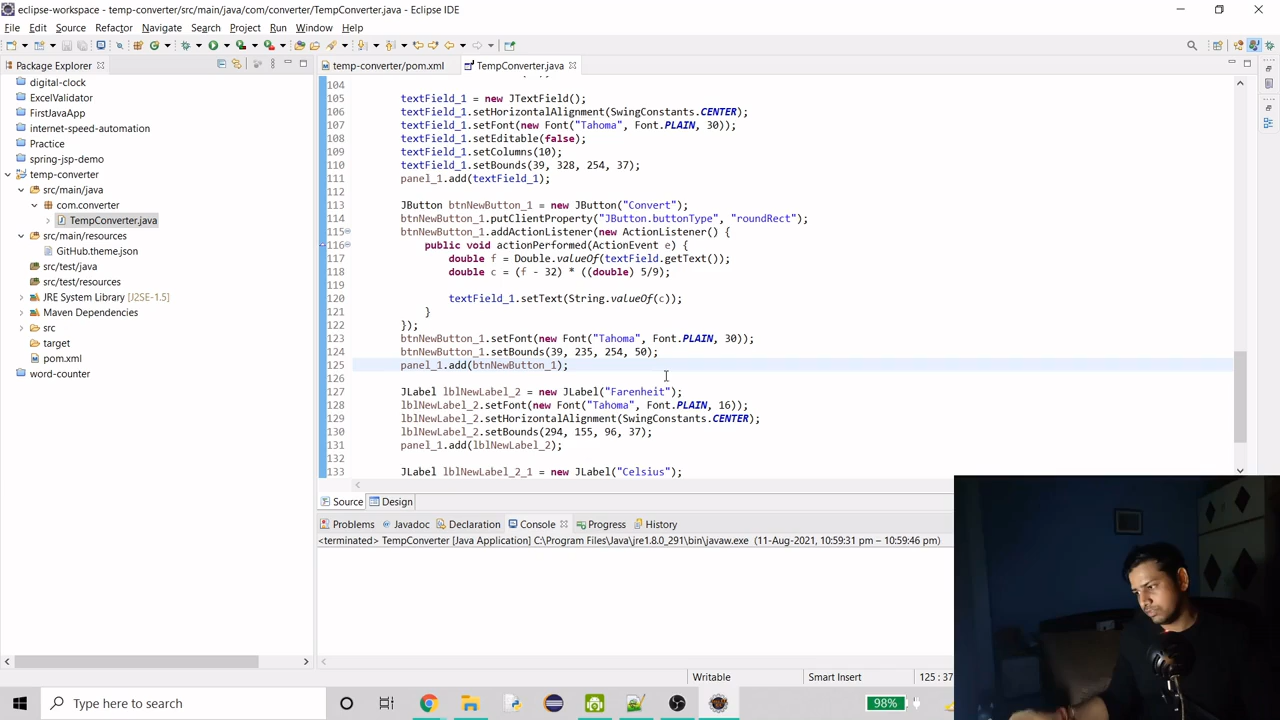 eclipse-workspace - temp-converter/src/main/java/com/converter/TempConverter.java - Eclipse IDE
File Edit Source Refactor Navigate Search Project Run Window Help
Package Explorer
temp-converter/pom.xml
TempConverter.java
digital-clock
ExcelValidator
FirstJavaApp
internet-speed-automation
Practice
spring-jsp-demo
temp-converter
src/main/java
com.converter
TempConverter.java
src/main/resources
GitHub.theme.json
src/test/java
src/test/resources
JRE System Library [J2SE-1.5]
Maven Dependencies
src
target
pom.xml
word-counter
104
105 textField_1 = new JTextField();
106 textField_1.setHorizontalAlignment(SwingConstants.CENTER);
107 textField_1.setFont(new Font("Tahoma", Font.PLAIN, 30));
108 textField_1.setEditable(false);
109 textField_1.setColumns(10);
110 textField_1.setBounds(39, 328, 254, 37);
111 panel_1.add(textField_1);
112
113 JButton btnNewButton_1 = new JButton("Convert");
114 btnNewButton_1.putClientProperty("JButton.buttonType", "roundRect");
115 btnNewButton_1.addActionListener(new ActionListener() {
116 public void actionPerformed(ActionEvent e) {
117 double f = Double.valueOf(textField.getText());
118 double c = (f - 32) * ((double) 5/9);
119
120 textField_1.setText(String.valueOf(c));
121 }
122 });
123 btnNewButton_1.setFont(new Font("Tahoma", Font.PLAIN, 30));
124 btnNewButton_1.setBounds(39, 235, 254, 50);
125 panel_1.add(btnNewButton_1);
126
127 JLabel lblNewLabel_2 = new JLabel("Farenheit");
128 lblNewLabel_2.setFont(new Font("Tahoma", Font.PLAIN, 16));
129 lblNewLabel_2.setHorizontalAlignment(SwingConstants.CENTER);
130 lblNewLabel_2.setBounds(294, 155, 96, 37);
131 panel_1.add(lblNewLabel_2);
132
133 JLabel lblNewLabel_2_1 = new JLabel("Celsius");
Source Design
Problems Javadoc Declaration Console Progress History
<terminated> TempConverter [Java Application] C:\Program Files\Java\jre1.8.0_291\bin\javaw.exe (11-Aug-2021, 10:59:31 pm – 10:59:46 pm)
Writable Smart Insert 125 : 37
Type here to search
98%